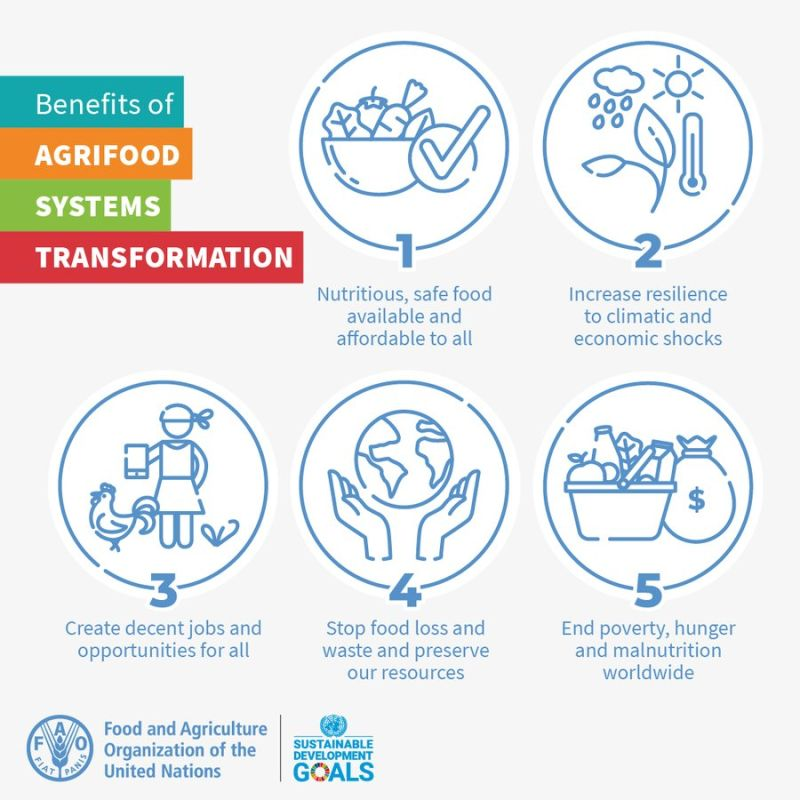 Benefits of
AGRIFOOD
SYSTEMS
TRANSFORMATION
1
Nutritious, safe food
available and
affordable to all
2
Increase resilience
to climatic and
economic shocks
3
Create decent jobs and
opportunities for all
4
Stop food loss and
waste and preserve
our resources
$
5
End poverty, hunger
and malnutrition
worldwide
F A O
FIAT PANIS
Food and Agriculture
Organization of the
United Nations
SUSTAINABLE
DEVELOPMENT
GOALS